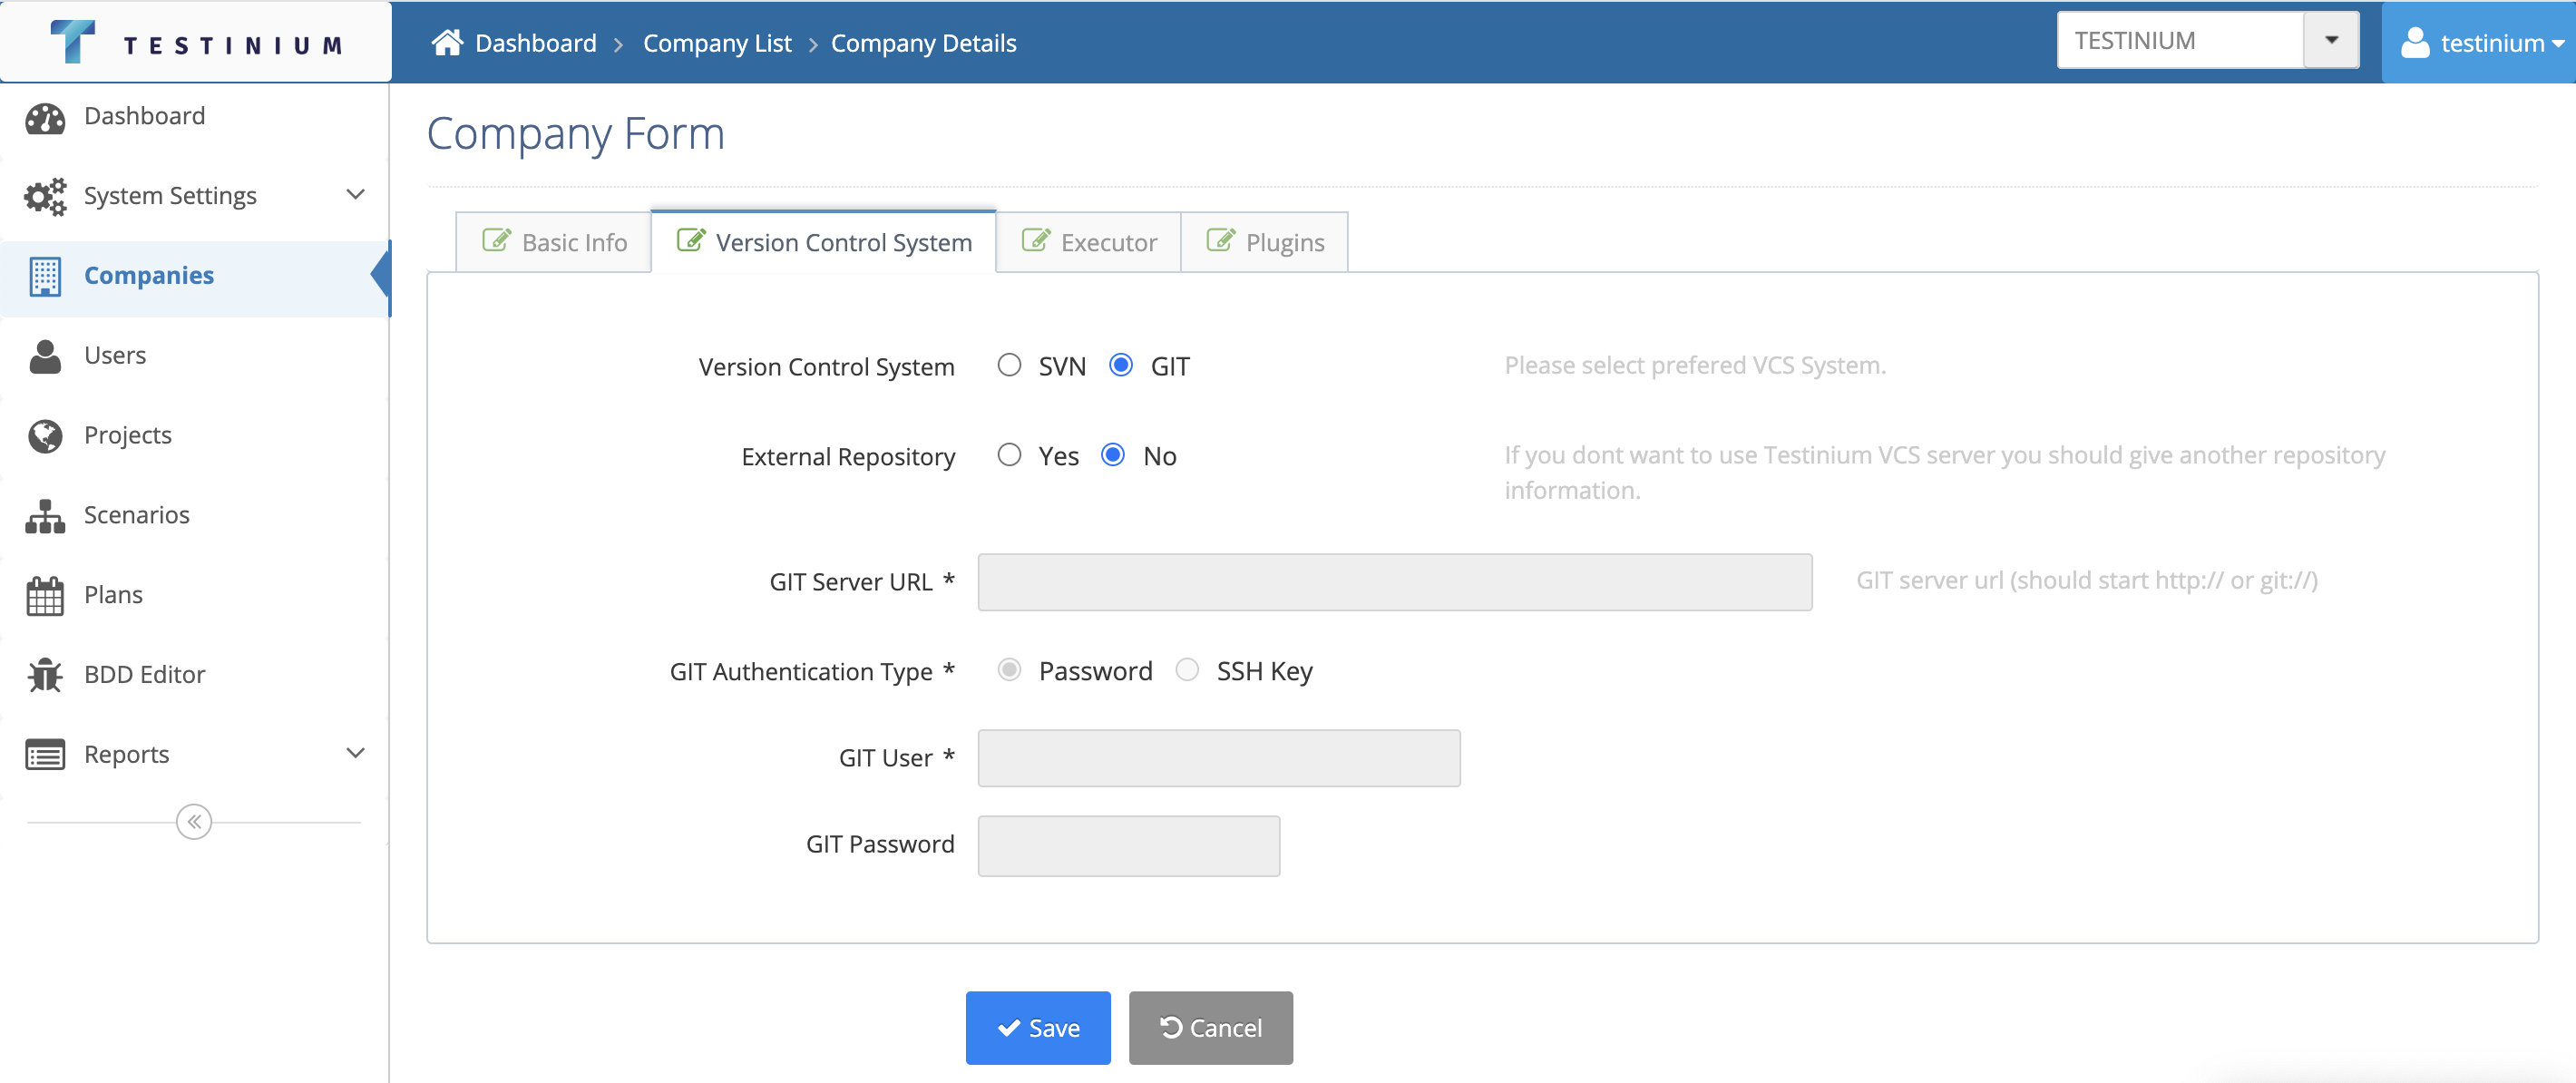 TESTINIUM
Dashboard > Company List > Company Details
TESTINIUM
testinium
Dashboard
System Settings
Companies
Users
Projects
Scenarios
Plans
BDD Editor
Reports
Company Form
Basic Info
Version Control System
Executor
Plugins
Version Control System
SVN
GIT
Please select prefered VCS System.
External Repository
Yes
No
If you dont want to use Testinium VCS server you should give another repository
information.
GIT Server URL *
GIT server url (should start http:// or git://)
GIT Authentication Type *
Password
SSH Key
GIT User *
GIT Password
Save
Cancel